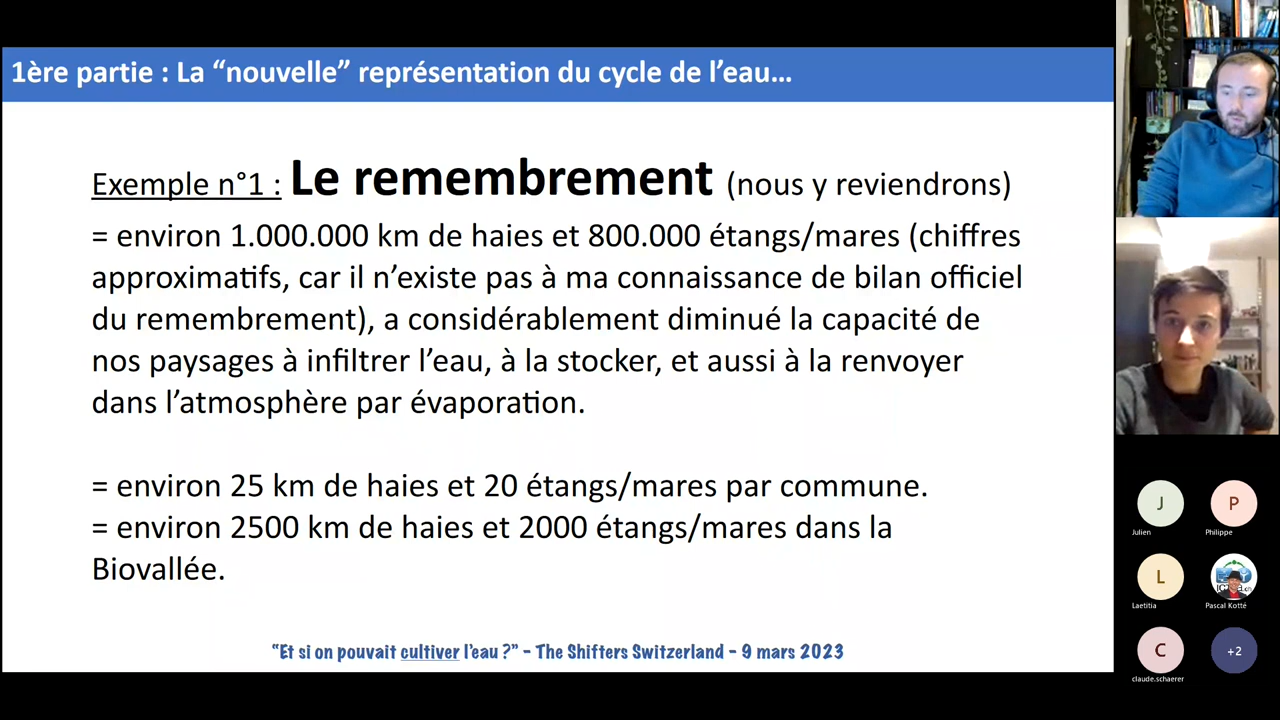 1ère partie : La “nouvelle” représentation du cycle de l’eau…
Exemple n°1 : Le remembrement (nous y reviendrons)
= environ 1.000.000 km de haies et 800.000 étangs/mares (chiffres
approximatifs, car il n’existe pas à ma connaissance de bilan officiel
du remembrement), a considérablement diminué la capacité de
nos paysages à infiltrer l’eau, à la stocker, et aussi à la renvoyer
dans l’atmosphère par évaporation.
= environ 25 km de haies et 20 étangs/mares par commune.
= environ 2500 km de haies et 2000 étangs/mares dans la
Biovallée.
“Et si on pouvait cultiver l’eau ?” – The Shifters Switzerland – 9 mars 2023
J
P
Julien
Philippe
L
Laetitia
Pascal Kotté
C
+2
claude.schaerer